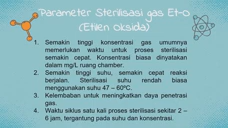 Parameter Sterilisasi gas Et-O
(Etilen Oksida)
1. Semakin tinggi konsentrasi gas umumnya
memerlukan waktu untuk proses sterilisasi
semakin cepat. Konsentrasi biasa dinyatakan
dalam mg/L ruang chamber.
2. Semakin tinggi suhu, semakin cepat reaksi
berjalan. Sterilisasi suhu rendah biasa
menggunakan suhu 47 – 60ºC.
3. Kelembaban untuk meningkatkan daya penetrasi
gas.
4. Waktu siklus satu kali proses sterilisasi sekitar 2 –
6 jam, tergantung pada suhu dan konsentrasi.